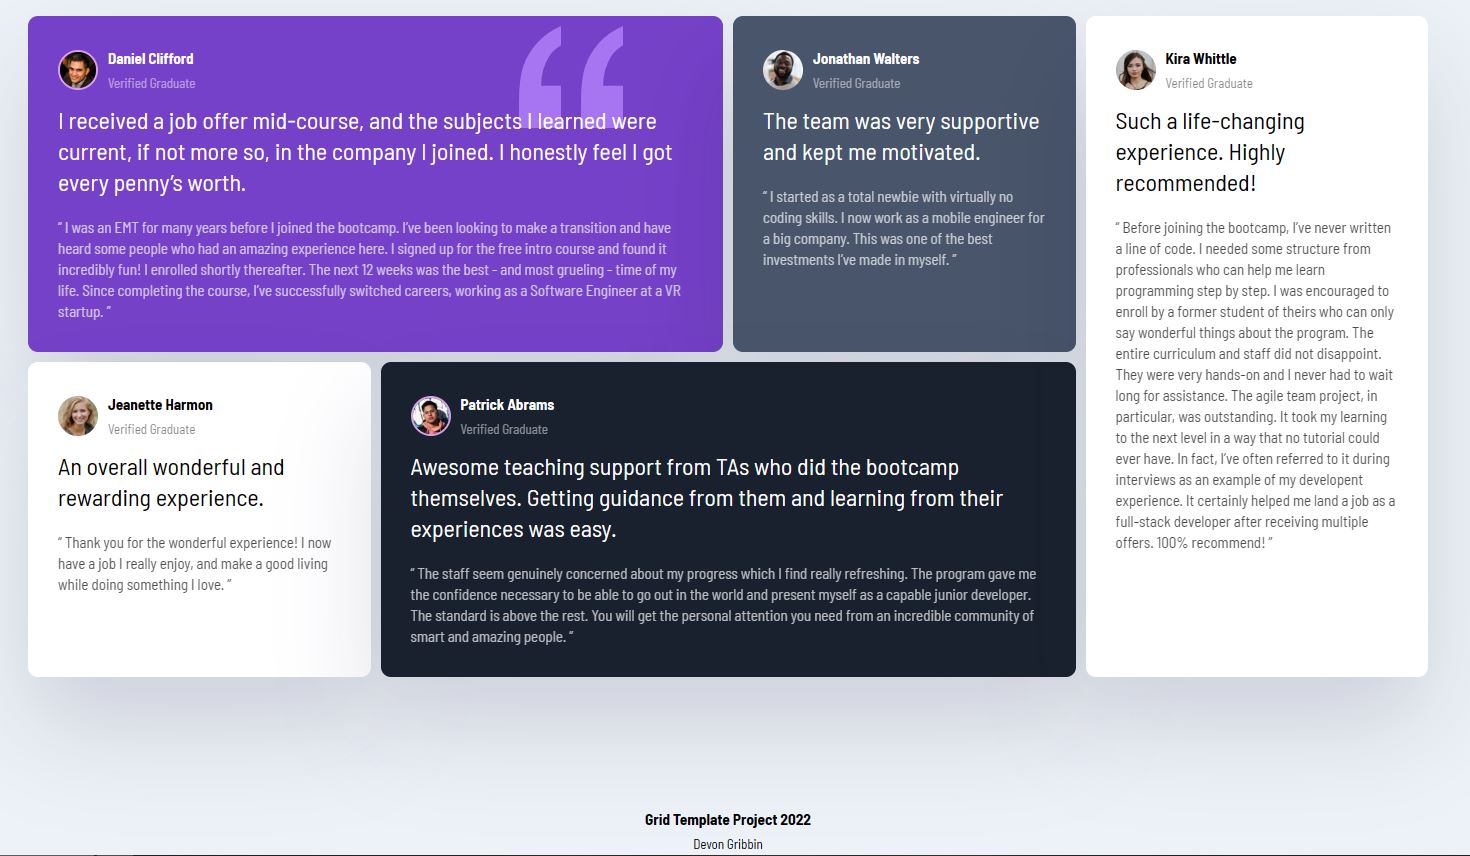 Daniel Clifford
Verified Graduate
I received a job offer mid-course, and the subjects I learned were
current, if not more so, in the company I joined. I honestly feel I got
every penny’s worth.
“ I was an EMT for many years before I joined the bootcamp. I’ve been looking to make a transition and have
heard some people who had an amazing experience here. I signed up for the free intro course and found it
incredibly fun! I enrolled shortly thereafter. The next 12 weeks was the best - and most grueling - time of my
life. Since completing the course, I’ve successfully switched careers, working as a Software Engineer at a VR
startup. ”
Jonathan Walters
Verified Graduate
The team was very supportive
and kept me motivated.
“ I started as a total newbie with virtually no
coding skills. I now work as a mobile engineer for
a big company. This was one of the best
investments I’ve made in myself. ”
Kira Whittle
Verified Graduate
Such a life-changing
experience. Highly
recommended!
“ Before joining the bootcamp, I’ve never written
a line of code. I needed some structure from
professionals who can help me learn
programming step by step. I was encouraged to
enroll by a former student of theirs who can only
say wonderful things about the program. The
entire curriculum and staff did not disappoint.
They were very hands-on and I never had to wait
long for assistance. The agile team project, in
particular, was outstanding. It took my learning
to the next level in a way that no tutorial could
ever have. In fact, I’ve often referred to it during
interviews as an example of my developent
experience. It certainly helped me land a job as a
full-stack developer after receiving multiple
offers. 100% recommend! ”
Jeanette Harmon
Verified Graduate
An overall wonderful and
rewarding experience.
“ Thank you for the wonderful experience! I now
have a job I really enjoy, and make a good living
while doing something I love. ”
Patrick Abrams
Verified Graduate
Awesome teaching support from TAs who did the bootcamp
themselves. Getting guidance from them and learning from their
experiences was easy.
“ The staff seem genuinely concerned about my progress which I find really refreshing. The program gave me
the confidence necessary to be able to go out in the world and present myself as a capable junior developer.
The standard is above the rest. You will get the personal attention you need from an incredible community of
smart and amazing people. ”
Grid Template Project 2022
Devon Gribbin